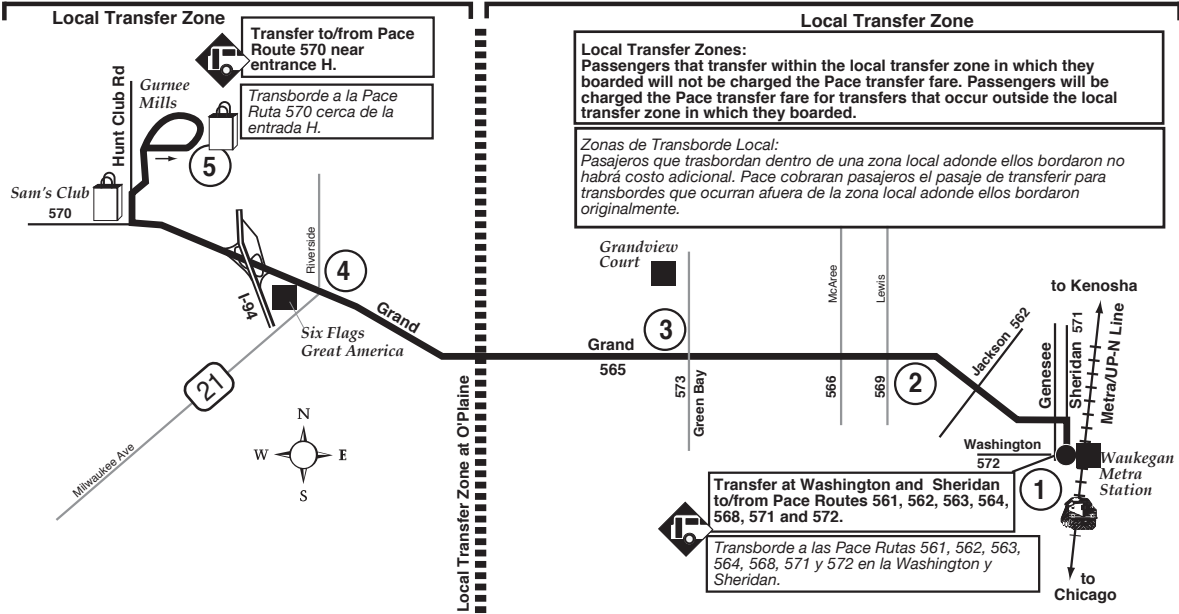 Local Transfer Zone
Local Transfer Zone
Transfer to/from Pace
Route 570 near
entrance H.
Transborde a la Pace
Ruta 570 cerca de la
entrada H.
Local Transfer Zones:
Passengers that transfer within the local transfer zone in which they
boarded will not be charged the Pace transfer fare. Passengers will be
charged the Pace transfer fare for transfers that occur outside the local
transfer zone in which they boarded.
Zonas de Transborde Local:
Pasajeros que trasbordan dentro de una zona local adonde ellos bordaron no
habrá costo adicional. Pace cobraran pasajeros el pasaje de transferir para
transbordes que ocurran afuera de la zona local adonde ellos bordaron
originalmente.
Hunt Club Rd
Gurnee
Mills
5
Sam's Club
570
I-94
Riverside
4
Six Flags
Great America
Grand
21
Milwaukee Ave
N
W
E
S
Local Transfer Zone at O'Plaine
Grandview
Court
3
Grand
565
573
Green Bay
McAree
566
Lewis
569
2
Jackson 562
Genesee
Sheridan 571
Metra/UP-N Line
to Kenosha
Washington
572
1
Waukegan
Metra
Station
Transfer at Washington and Sheridan
to/from Pace Routes 561, 562, 563, 564,
568, 571 and 572.
Transborde a las Pace Rutas 561, 562, 563,
564, 568, 571 y 572 en la Washington y
Sheridan.
to
Chicago